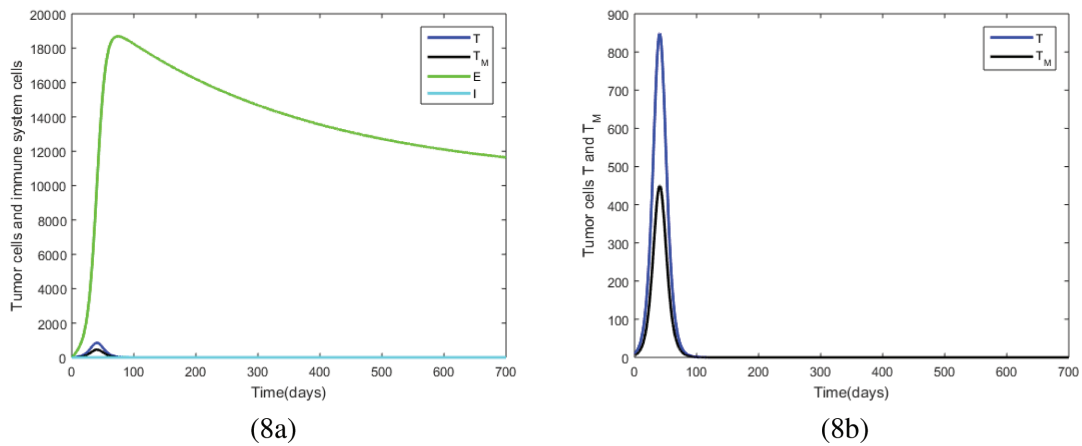 20000
18000
16000
14000
12000
10000
8000
6000
4000
2000
0
Tumor cells and immune system cells
T
T_M
E
I
0 100 200 300 400 500 600 700
Time(days)
(8a)
900
800
700
600
500
400
300
200
100
0
Tumor cells T and T_M
T
T_M
0 100 200 300 400 500 600 700
Time(days)
(8b)